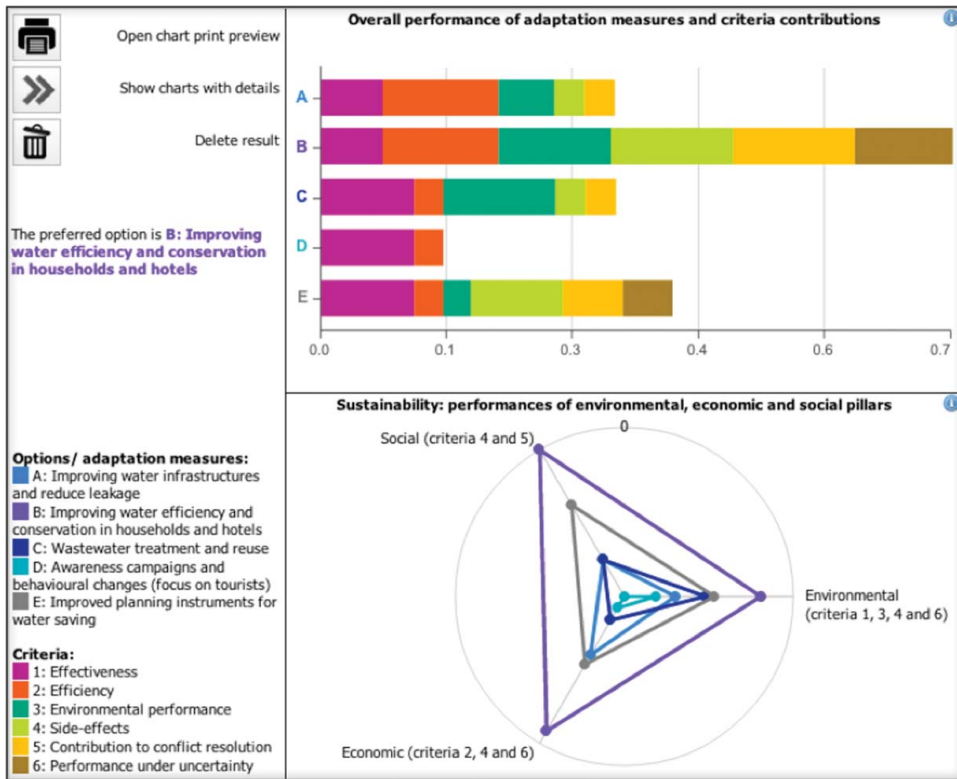 Open chart print preview
Show charts with details
Delete result
The preferred option is B: Improving
water efficiency and conservation
in households and hotels
Options/ adaptation measures:
A: Improving water infrastructures
and reduce leakage
B: Improving water efficiency and
conservation in households and hotels
C: Wastewater treatment and reuse
D: Awareness campaigns and
behavioural changes (focus on tourists)
E: Improved planning instruments for
water saving
Criteria:
1: Effectiveness
2: Efficiency
3: Environmental performance
4: Side-effects
5: Contribution to conflict resolution
6: Performance under uncertainty
Overall performance of adaptation measures and criteria contributions
i
A
B
C
D
E
0.0 0.1 0.3 0.4 0.6 0.7
Sustainability: performances of environmental, economic and social pillars
i
0
Social (criteria 4 and 5)
Environmental
(criteria 1, 3, 4 and 6)
Economic (criteria 2, 4 and 6)